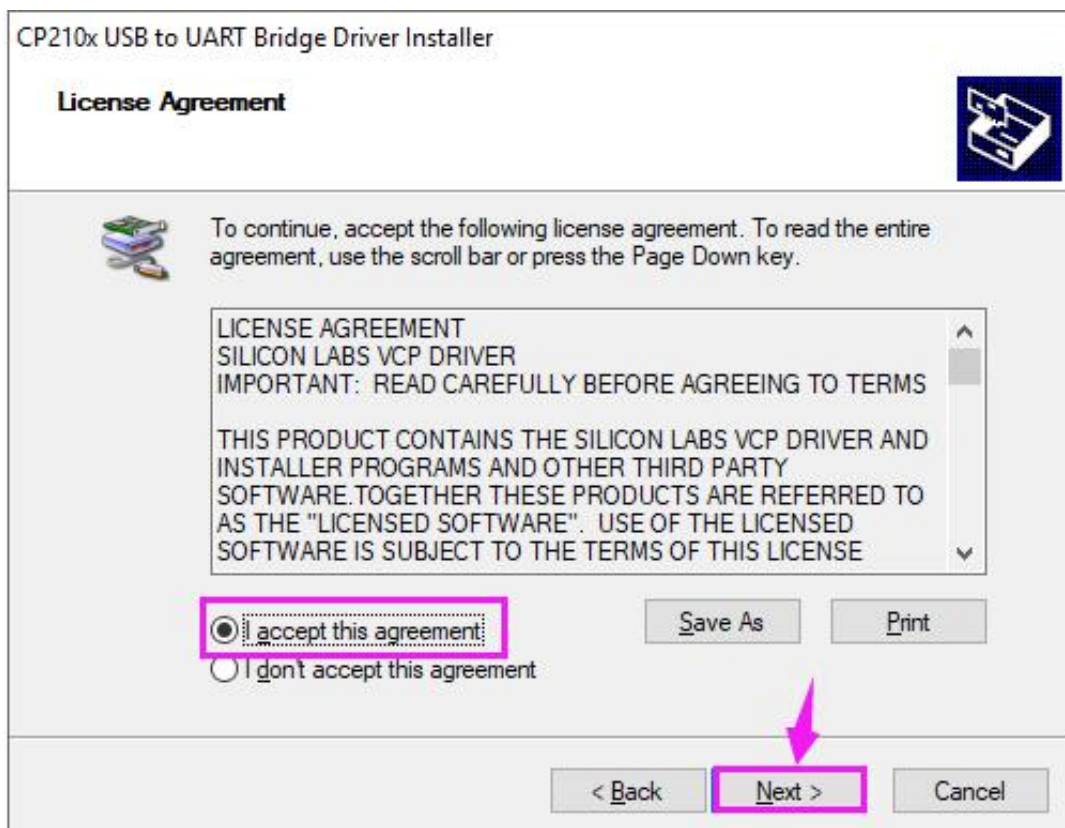 CP210x USB to UART Bridge Driver Installer
License Agreement
To continue, accept the following license agreement. To read the entire
agreement, use the scroll bar or press the Page Down key.
LICENSE AGREEMENT
SILICON LABS VCP DRIVER
IMPORTANT:  READ CAREFULLY BEFORE AGREEING TO TERMS
THIS PRODUCT CONTAINS THE SILICON LABS VCP DRIVER AND
INSTALLER PROGRAMS AND OTHER THIRD PARTY
SOFTWARE.TOGETHER THESE PRODUCTS ARE REFERRED TO
AS THE "LICENSED SOFTWARE".  USE OF THE LICENSED
SOFTWARE IS SUBJECT TO THE TERMS OF THIS LICENSE
I accept this agreement
Save As
Print
I don't accept this agreement
< Back
Next >
Cancel